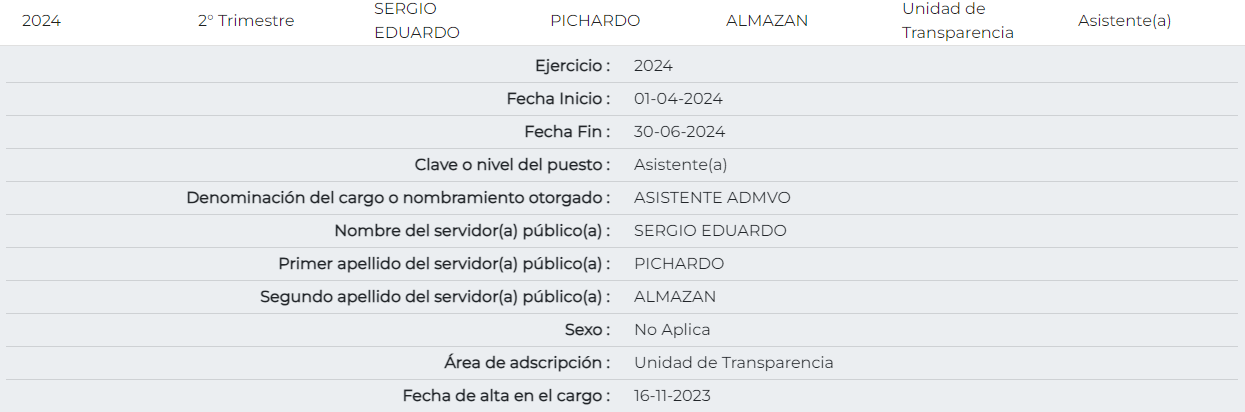 2024 2° Trimestre SERGIO EDUARDO PICHARDO ALMAZAN Unidad de Transparencia Asistente(a)
Ejercicio : 2024
Fecha Inicio : 01-04-2024
Fecha Fin : 30-06-2024
Clave o nivel del puesto : Asistente(a)
Denominación del cargo o nombramiento otorgado : ASISTENTE ADMVO
Nombre del servidor(a) público(a) : SERGIO EDUARDO
Primer apellido del servidor(a) público(a) : PICHARDO
Segundo apellido del servidor(a) público(a) : ALMAZAN
Sexo : No Aplica
Área de adscripción : Unidad de Transparencia
Fecha de alta en el cargo : 16-11-2023